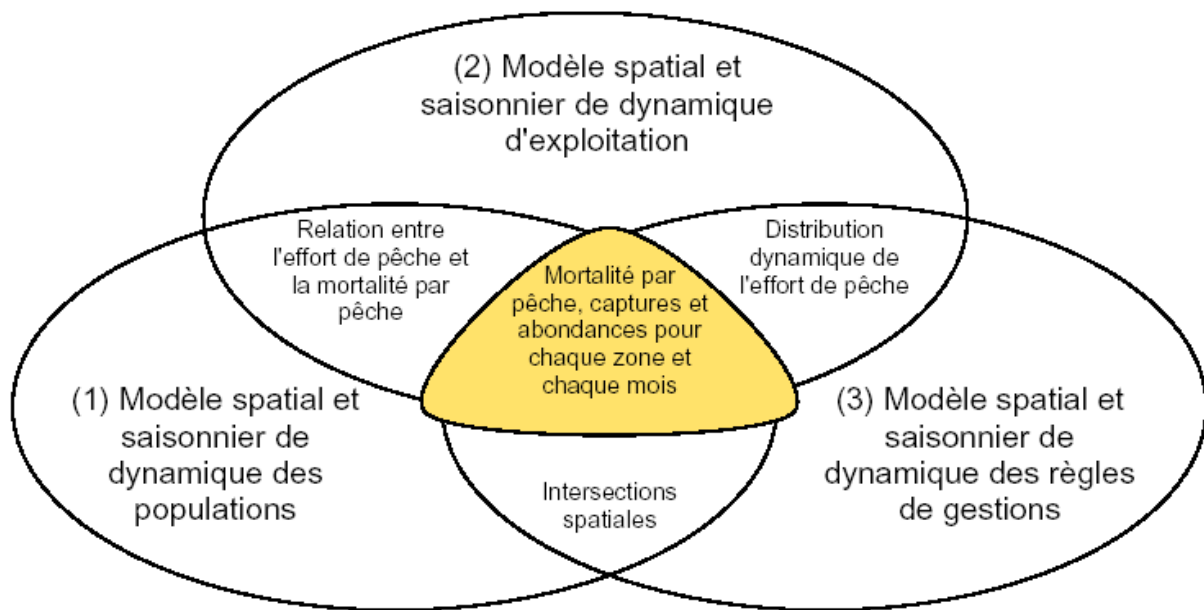 (2) Modèle spatial et
saisonnier de dynamique
d'exploitation
Relation entre
l'effort de pêche et
la mortalité par
pêche
Distribution
dynamique de
l'effort de pêche
Mortalité par
pêche, captures et
abondances pour
chaque zone et
chaque mois
(1) Modèle spatial et
saisonnier de
dynamique des
populations
(3) Modèle spatial et
saisonnier de
dynamique des règles
de gestions
Intersections
spatiales